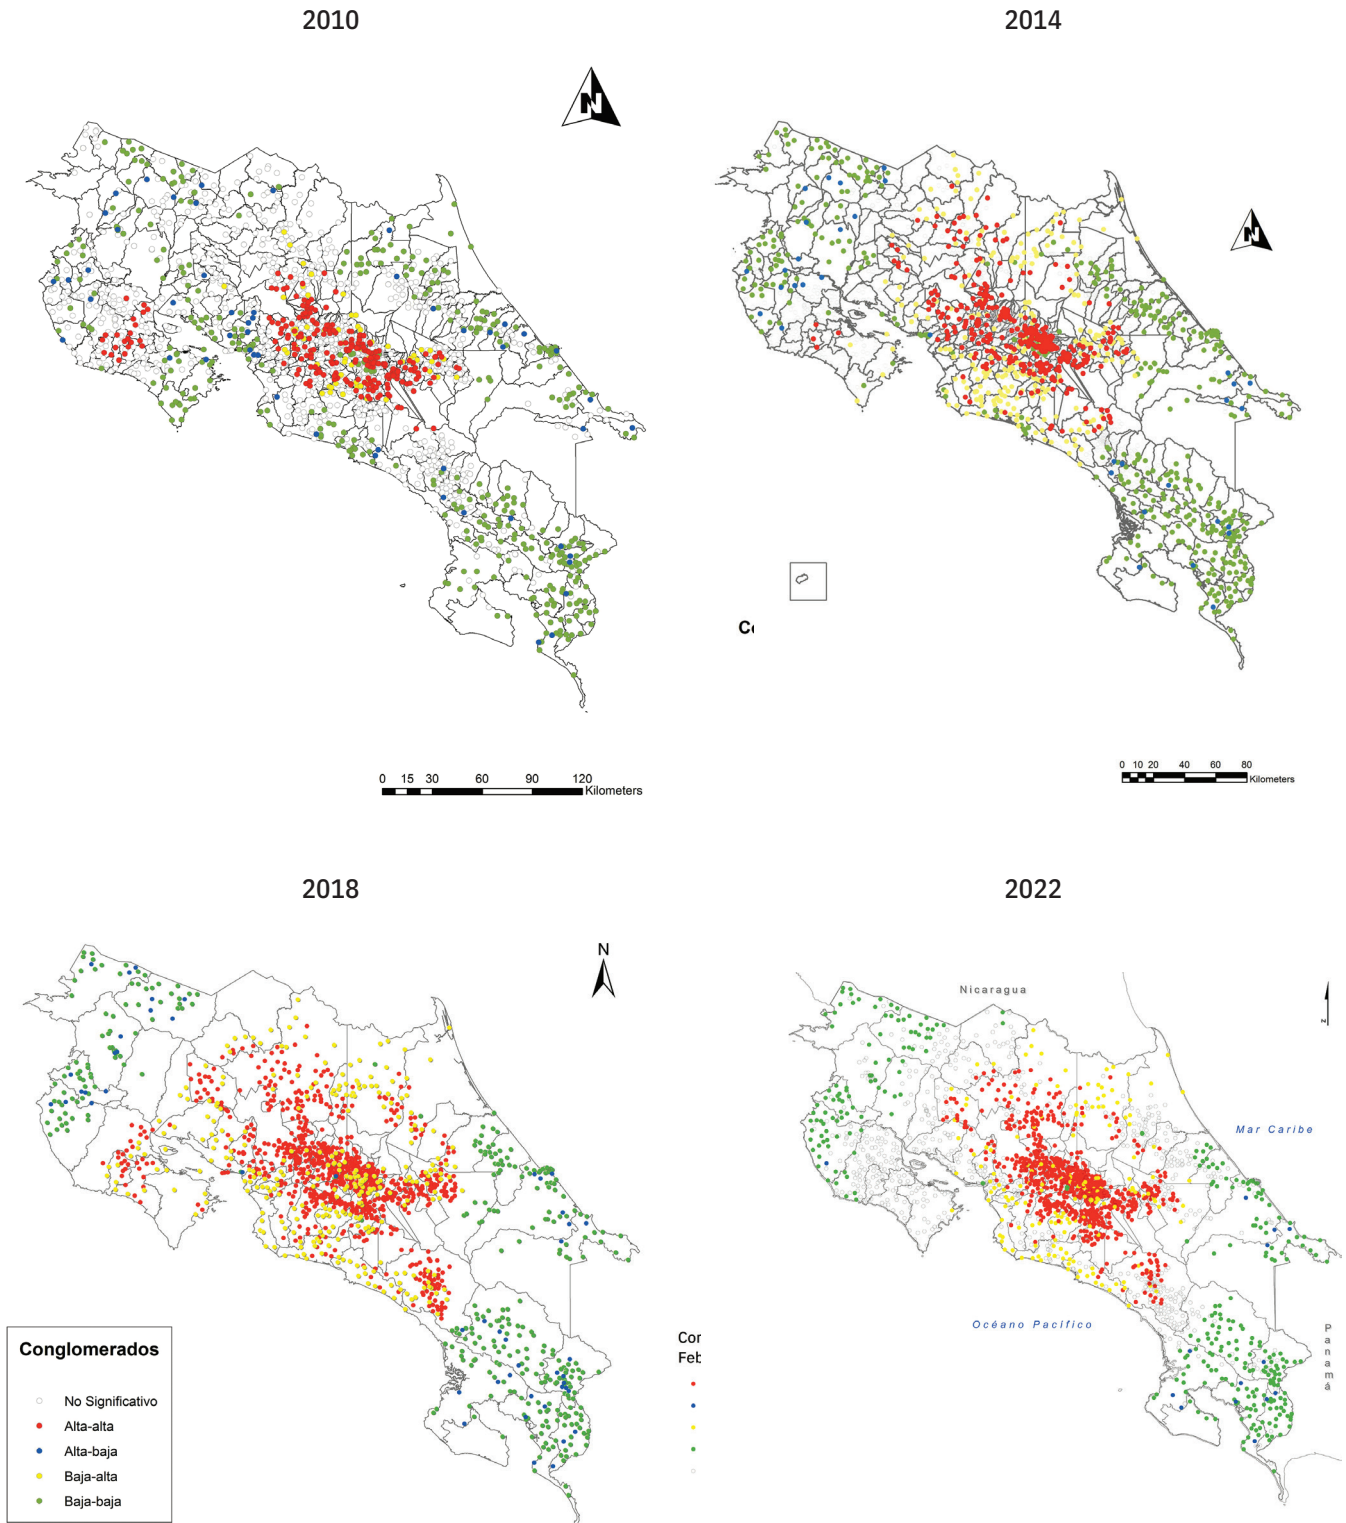 2010
2014
N
N
C
0 15 30 60 90 120
Kilometers
0 10 20 40 60 80
Kilometers
2018
2022
N
Nicaragua
N
Mar Caribe
Océano Pacífico
Panamá
Conglomerados
No Significativo
Alta-alta
Alta-baja
Baja-alta
Baja-baja
Cor
Feb